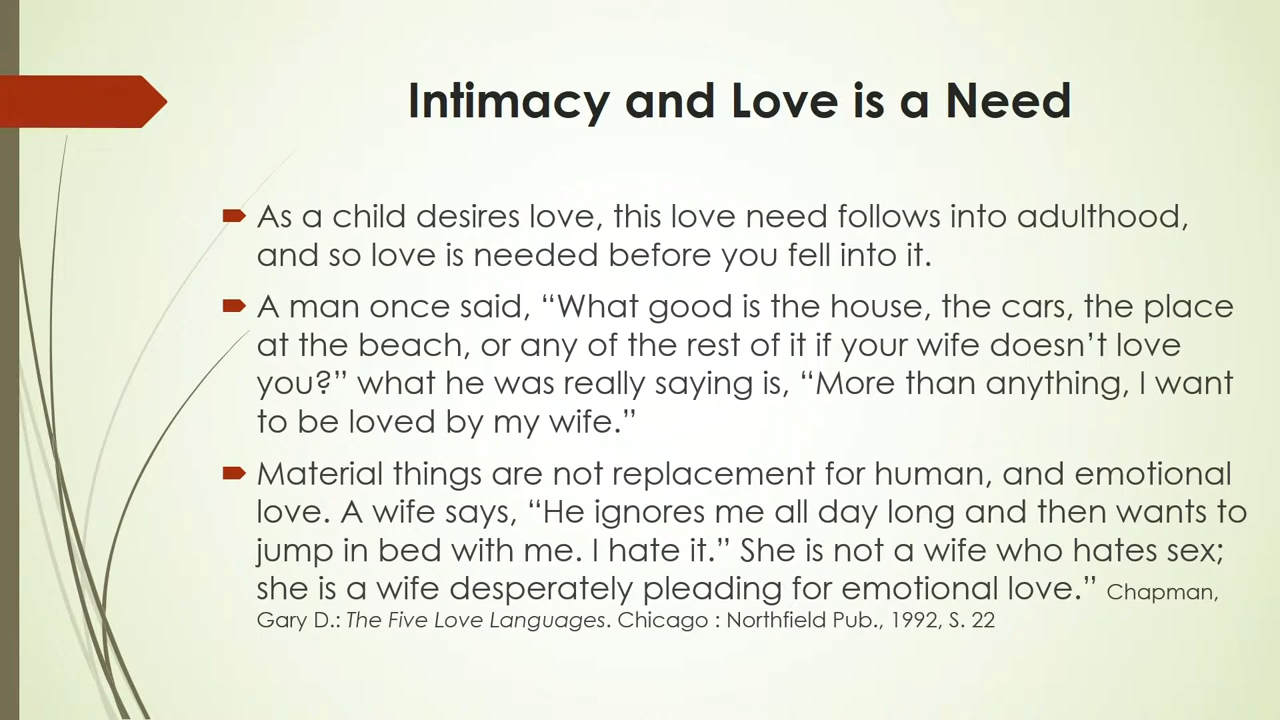 Intimacy and Love is a Need
As a child desires love, this love need follows into adulthood,
and so love is needed before you fell into it.
A man once said, “What good is the house, the cars, the place
at the beach, or any of the rest of it if your wife doesn’t love
you?” what he was really saying is, “More than anything, I want
to be loved by my wife.”
Material things are not replacement for human, and emotional
love. A wife says, “He ignores me all day long and then wants to
jump in bed with me. I hate it.” She is not a wife who hates sex;
she is a wife desperately pleading for emotional love.” Chapman,
Gary D.: The Five Love Languages. Chicago : Northfield Pub., 1992, S. 22